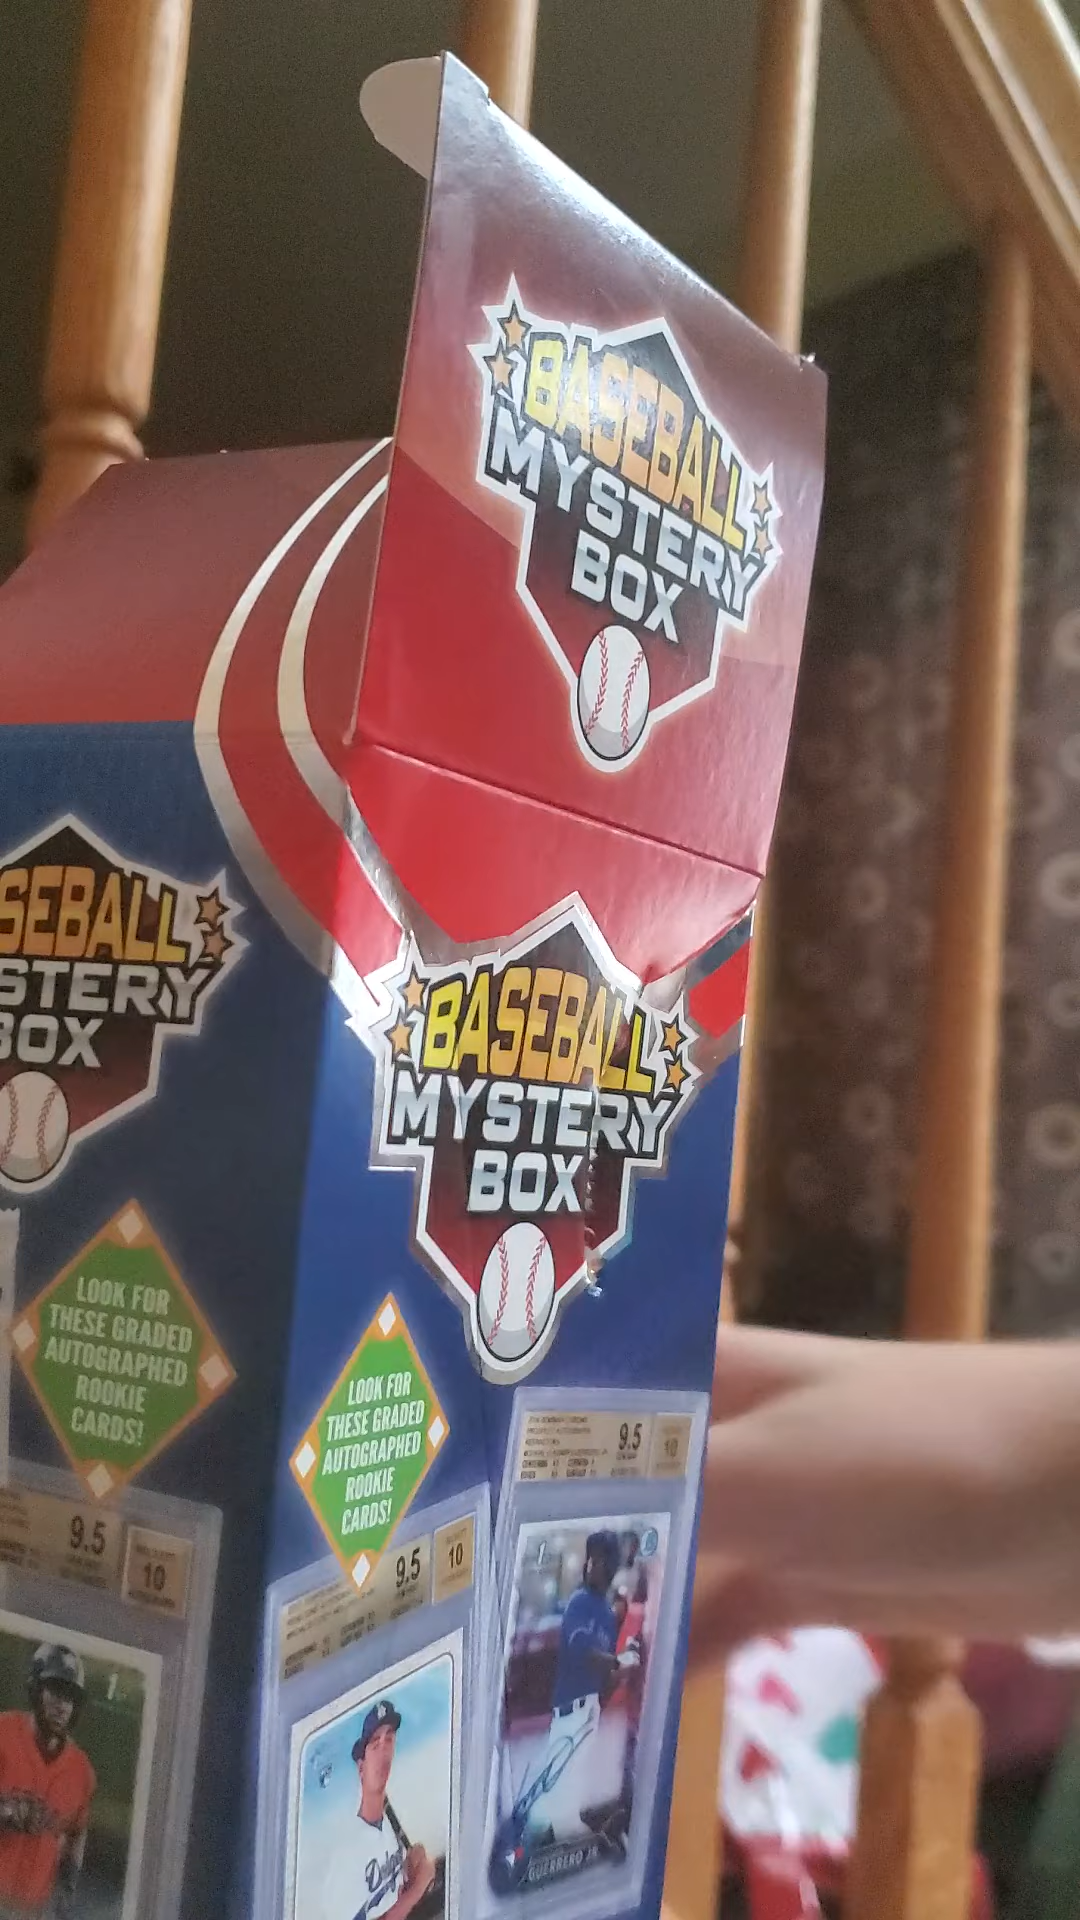 BASEBALL
MYSTERY
BOX
SEBALL
STERY
BOX
BASEBALL
MYSTERY
BOX
LOOK FOR
THESE GRADED
AUTOGRAPHED
ROOKIE
CARDS!
LOOK FOR
THESE GRADED
AUTOGRAPHED
ROOKIE
CARDS!
9.5
10
9.5
10
9.5
10
Dodgers
GUERRERO JR.